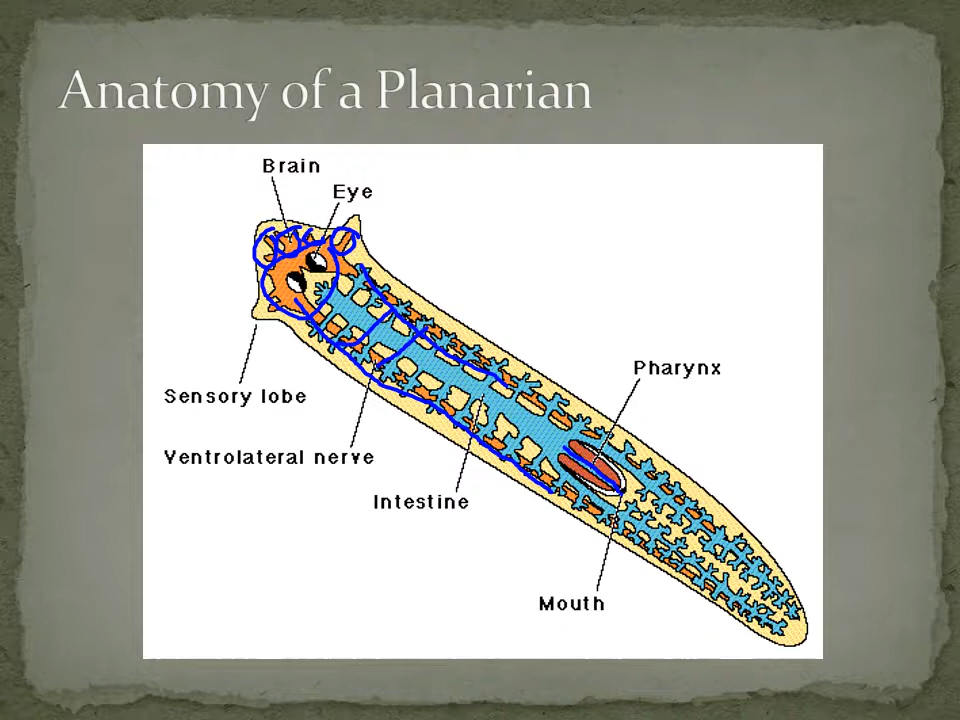 Anatomy of a Planarian
Brain
Eye
Pharynx
Sensory lobe
Ventrolateral nerve
Intestine
Mouth